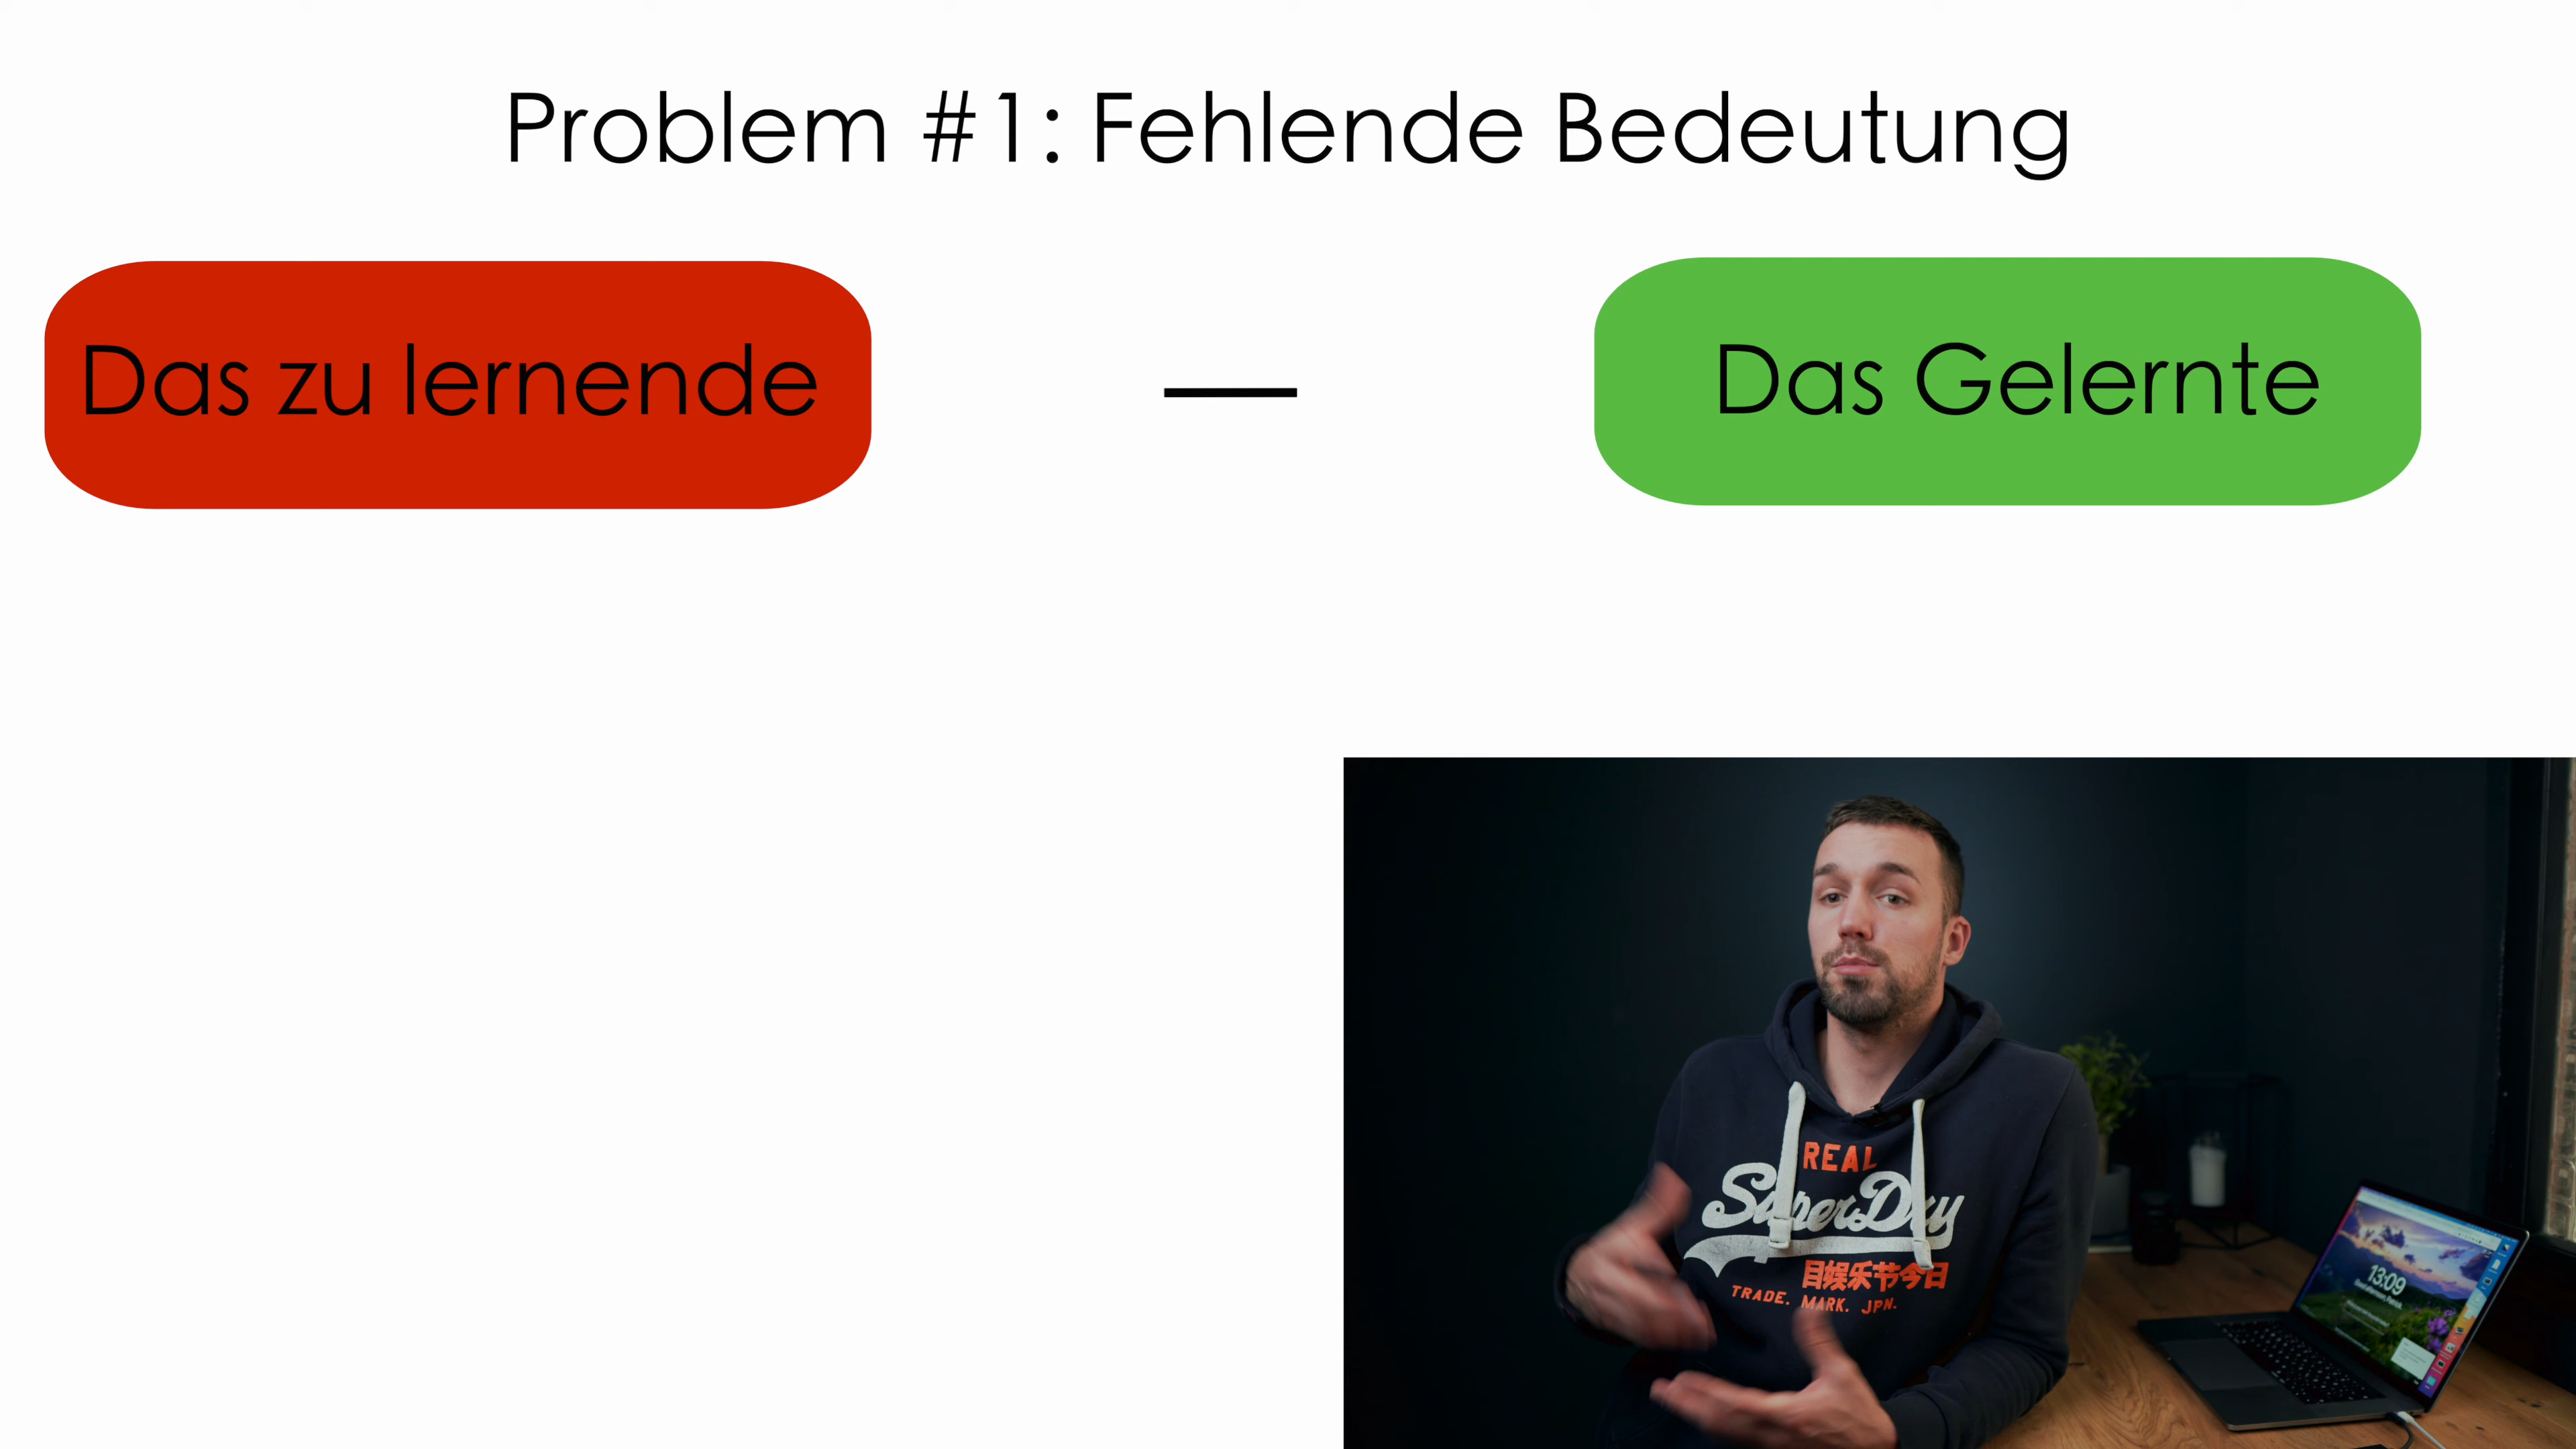 Problem #1: Fehlende Bedeutung
Das zu lernende
—
Das Gelernte
REAL
SuperDry
目娱乐节今日
TRADE. MARK. JPN.
13:09